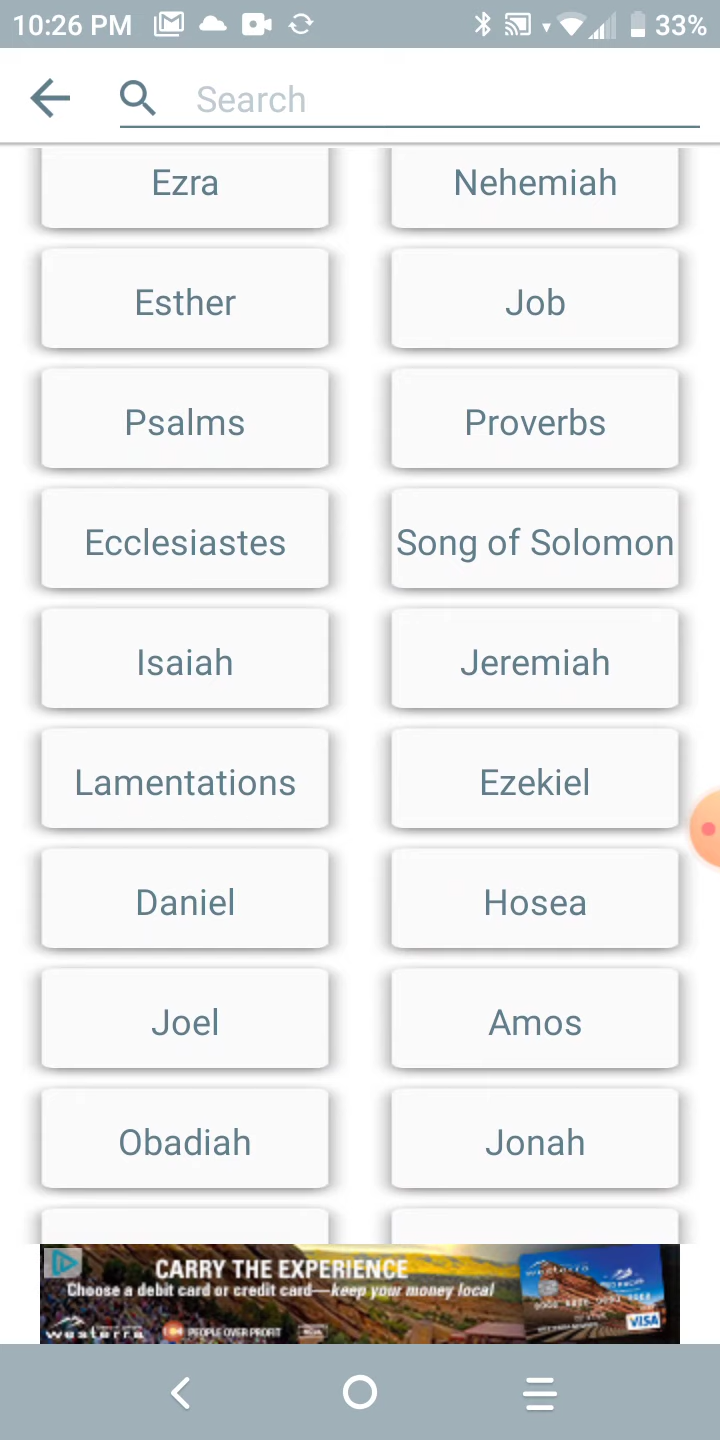 10:26 PM 33%
Search
Ezra Nehemiah
Esther Job
Psalms Proverbs
Ecclesiastes Song of Solomon
Isaiah Jeremiah
Lamentations Ezekiel
Daniel Hosea
Joel Amos
Obadiah Jonah
CARRY THE EXPERIENCE
Choose a debit card or credit card—keep your money local
westerra PEOPLE OVER PROFIT
westerra
VISA